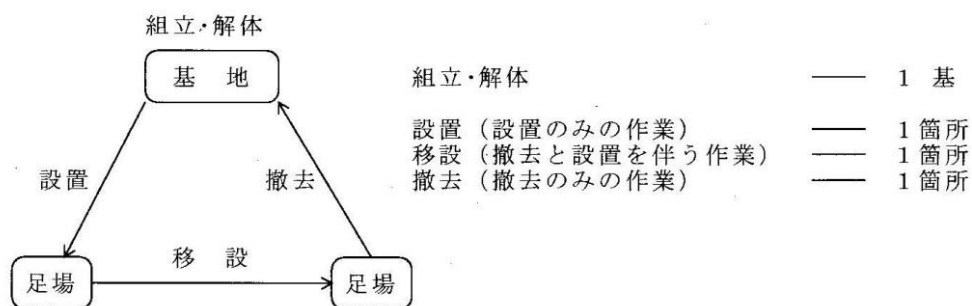 組立・解体
基 地
設置
撤去
移 設
足場
足場
組立・解体 —— 1 基
設置（設置のみの作業） —— 1箇所
移設（撤去と設置を伴う作業） —— 1箇所
撤去（撤去のみの作業） —— 1箇所